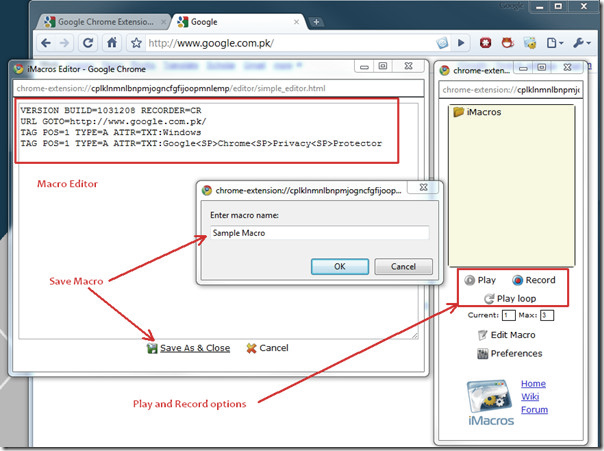 Google Chrome Extension...
Google
http://www.google.com.pk/
iMacros Editor - Google Chrome
chrome-extension://cplklnmnlbnpmjogncfgfijoopmnlemp/editor/simple_editor.html
VERSION BUILD=1031208 RECORDER=CR
URL GOTO=http://www.google.com.pk/
TAG POS=1 TYPE=A ATTR=TXT:Windows
TAG POS=1 TYPE=A ATTR=TXT:Google<SP>Chrome<SP>Privacy<SP>Protector
Macro Editor
chrome-extension://cplklnmnlbnpmjogncfgfijoop...
Enter macro name:
Sample Macro
OK
Cancel
Save Macro
Save As & Close
Cancel
Play and Record options
chrome-exten...
chrome-extension://cplklnmnlbnpmj
iMacros
Play
Record
Play loop
Current: 1 Max: 3
Edit Macro
Preferences
Home
Wiki
Forum
iMacros